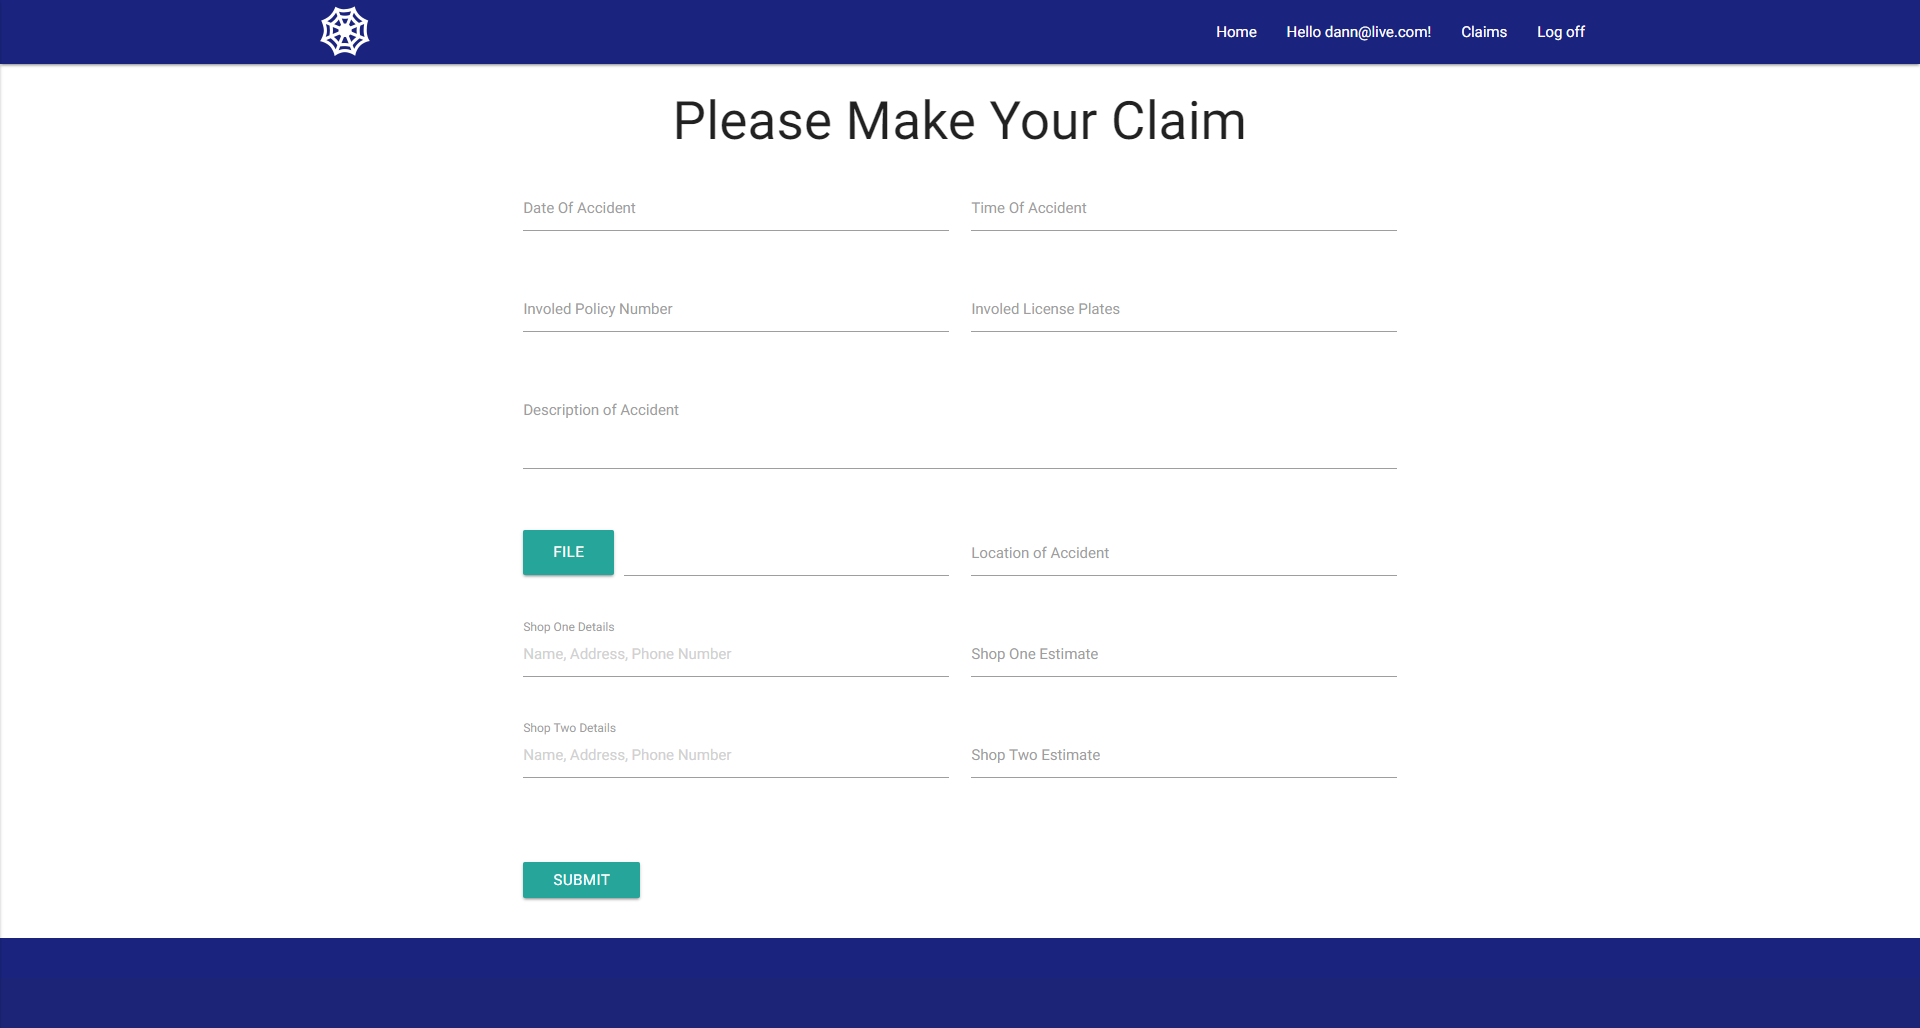 Home Hello dann@live.com! Claims Log off
Please Make Your Claim
Date Of Accident Time Of Accident
Involed Policy Number Involed License Plates
Description of Accident
FILE Location of Accident
Shop One Details
Name, Address, Phone Number Shop One Estimate
Shop Two Details
Name, Address, Phone Number Shop Two Estimate
SUBMIT